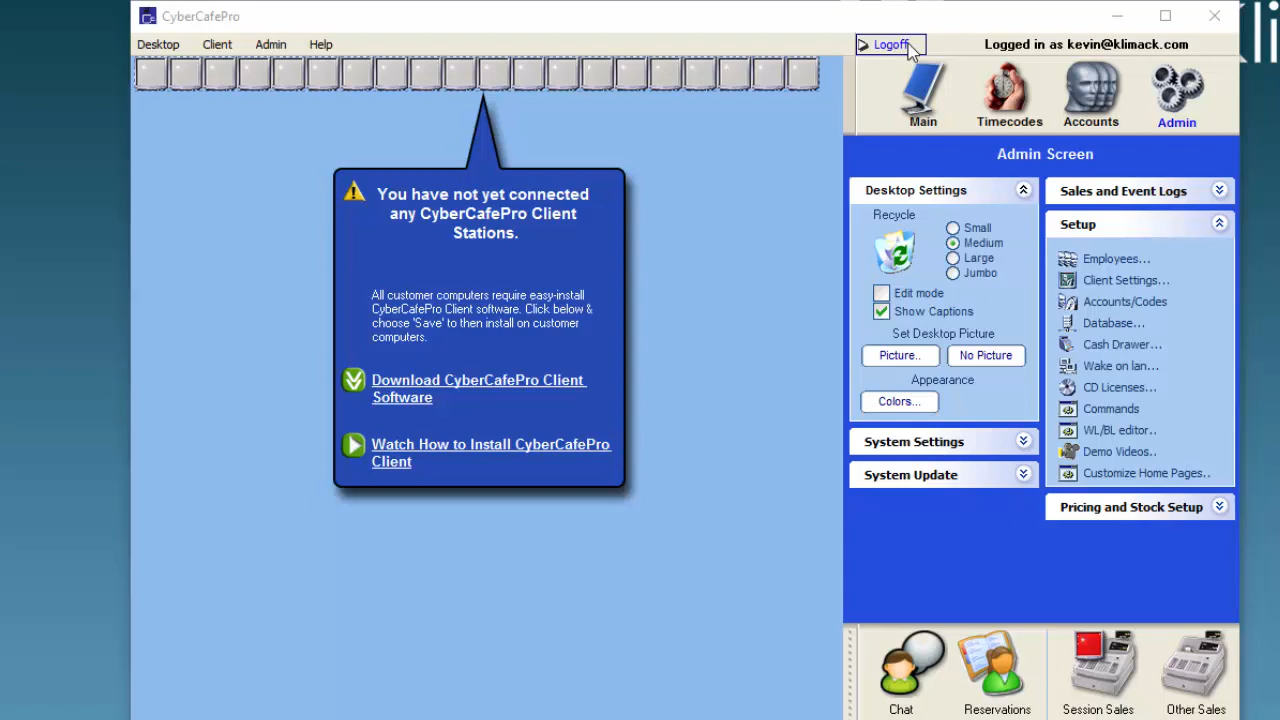 CyberCafePro
Desktop Client Admin Help
Logoff
Logged in as kevin@klimack.com
Main Timecodes Accounts Admin
Admin Screen
You have not yet connected
any CyberCafePro Client
Stations.
All customer computers require easy-install
CyberCafePro Client software. Click below &
choose 'Save' to then install on customer
computers.
Download CyberCafePro Client
Software
Watch How to Install CyberCafePro
Client
Desktop Settings
Recycle
Small
Medium
Large
Jumbo
Edit mode
Show Captions
Set Desktop Picture
Picture.. No Picture
Appearance
Colors...
System Settings
System Update
Sales and Event Logs
Setup
Employees...
Client Settings...
Accounts/Codes
Database...
Cash Drawer...
Wake on lan...
CD Licenses...
Commands
WL/BL editor..
Demo Videos..
Customize Home Pages..
Pricing and Stock Setup
Chat Reservations Session Sales Other Sales